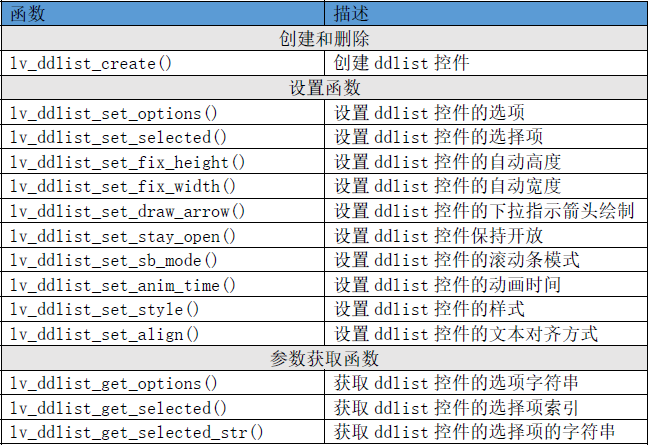 函数 描述
创建和删除
lv_ddlist_create() 创建 ddlist 控件
设置函数
lv_ddlist_set_options() 设置 ddlist 控件的选项
lv_ddlist_set_selected() 设置 ddlist 控件的选择项
lv_ddlist_set_fix_height() 设置 ddlist 控件的自动高度
lv_ddlist_set_fix_width() 设置 ddlist 控件的自动宽度
lv_ddlist_set_draw_arrow() 设置 ddlist 控件的下拉指示箭头绘制
lv_ddlist_set_stay_open() 设置 ddlist 控件保持开放
lv_ddlist_set_sb_mode() 设置 ddlist 控件的滚动条模式
lv_ddlist_set_anim_time() 设置 ddlist 控件的动画时间
lv_ddlist_set_style() 设置 ddlist 控件的样式
lv_ddlist_set_align() 设置 ddlist 控件的文本对齐方式
参数获取函数
lv_ddlist_get_options() 获取 ddlist 控件的选项字符串
lv_ddlist_get_selected() 获取 ddlist 控件的选择项索引
lv_ddlist_get_selected_str() 获取 ddlist 控件的选择项的字符串